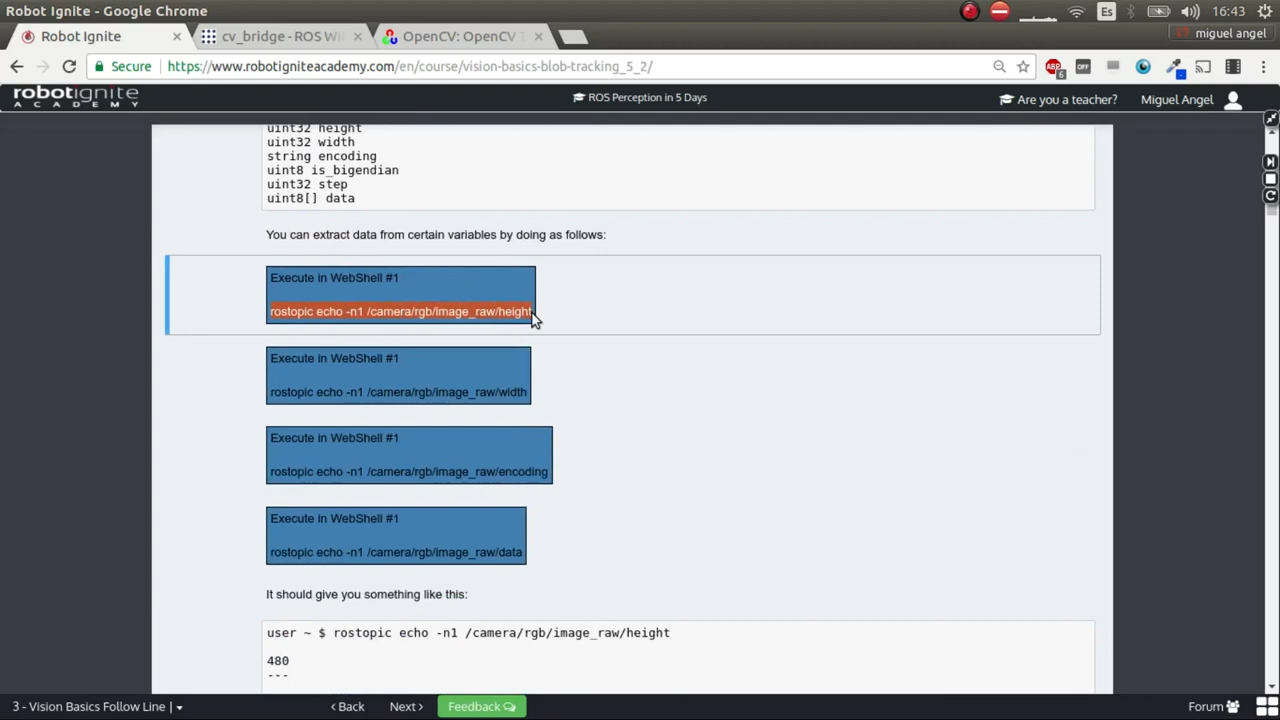 Robot Ignite - Google Chrome
Es
16:43
Robot Ignite
cv_bridge - ROS Wi
OpenCV: OpenCV T
miguel angel
Secure
https://www.robotigniteacademy.com/en/course/vision-basics-blob-tracking_5_2/
ABP
6
OFF
robotignite
ACADEMY
ROS Perception in 5 Days
Are you a teacher?
Miguel Angel
uint32 height
uint32 width
string encoding
uint8 is_bigendian
uint32 step
uint8[] data
You can extract data from certain variables by doing as follows:
Execute in WebShell #1
rostopic echo -n1 /camera/rgb/image_raw/height
Execute in WebShell #1
rostopic echo -n1 /camera/rgb/image_raw/width
Execute in WebShell #1
rostopic echo -n1 /camera/rgb/image_raw/encoding
Execute in WebShell #1
rostopic echo -n1 /camera/rgb/image_raw/data
It should give you something like this:
user ~ $ rostopic echo -n1 /camera/rgb/image_raw/height
480
---
3 - Vision Basics Follow Line |
Back
Next
Feedback
Forum